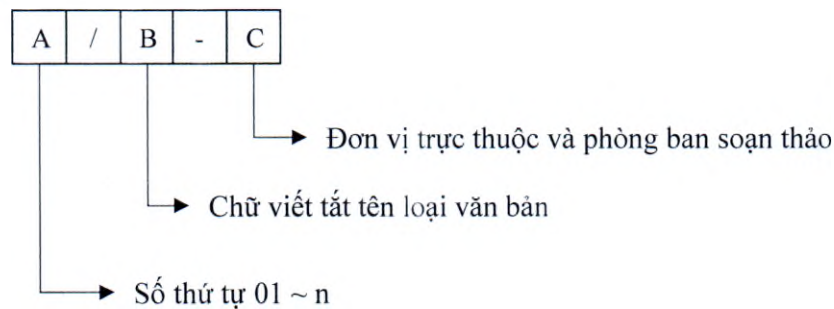 A / B - C
Đơn vị trực thuộc và phòng ban soạn thảo
Chữ viết tắt tên loại văn bản
Số thứ tự 01 ~ n